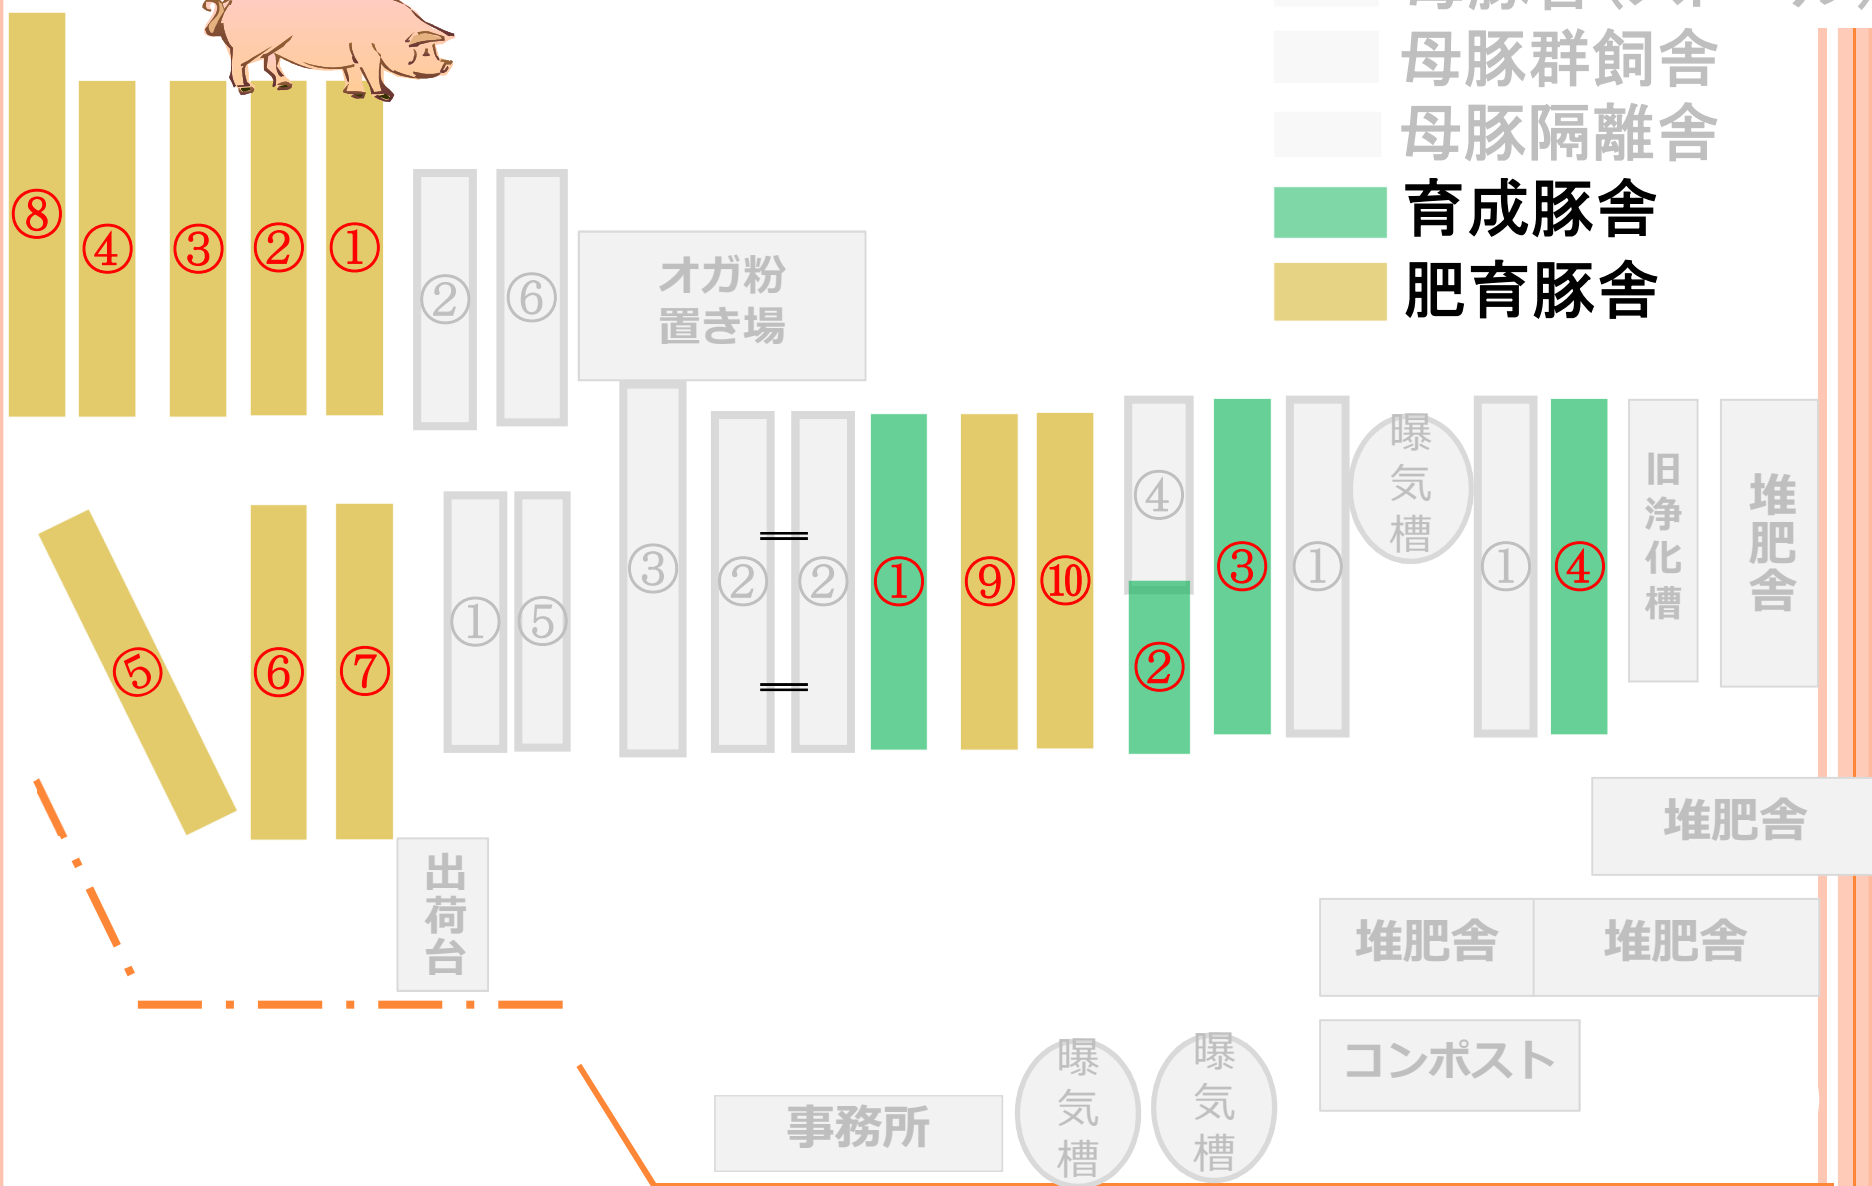 母豚群飼舎
母豚隔離舎
育成豚舎
肥育豚舎
⑧
④
③
②
①
②
⑥
オガ粉
置き場
⑤
⑥
⑦
①
⑤
③
②
②
①
⑨
⑩
④
②
③
①
曝
気
槽
①
④
旧
浄
化
槽
堆
肥
舎
出
荷
台
堆肥舎
堆肥舎
堆肥舎
コンポスト
事務所
曝
気
槽
曝
気
槽